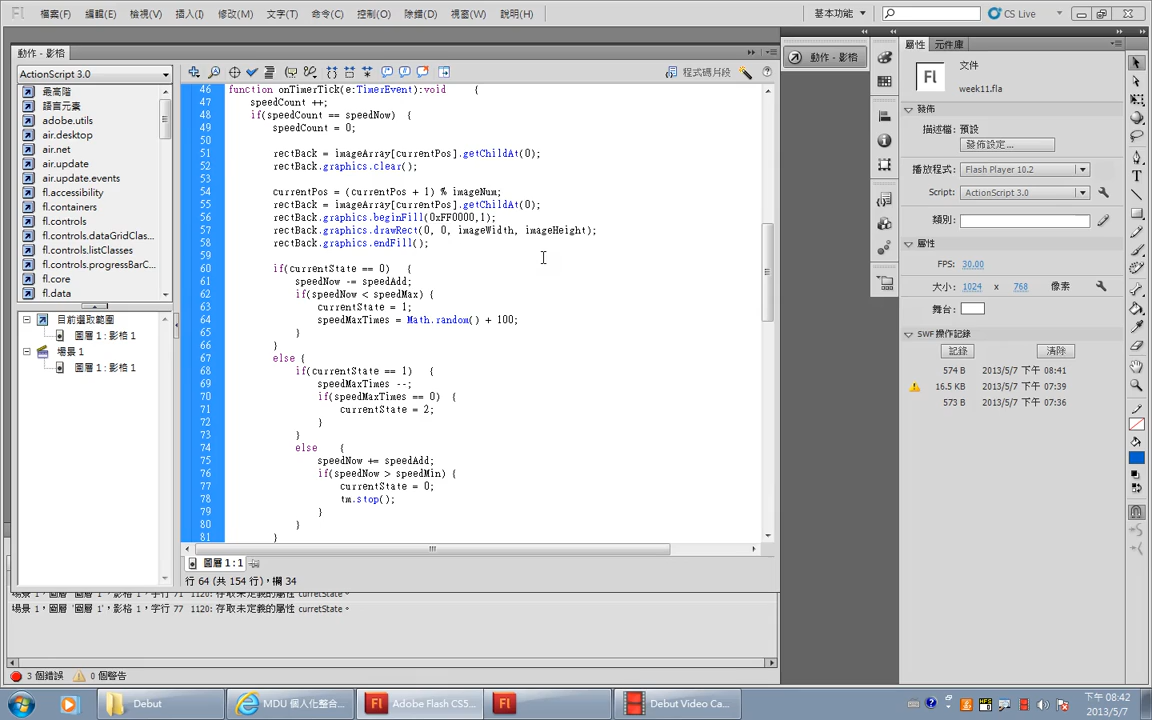 Fl 檔案(F) 編輯(E) 檢視(V) 插入(I) 修改(M) 文字(T) 命令(C) 控制(O) 除錯(D) 視窗(W) 說明(H) 基本功能 CS Live
動作 - 影格
ActionScript 3.0
程式碼片段
最高階
語言元素
adobe.utils
air.desktop
air.net
air.update
air.update.events
fl.accessibility
fl.containers
fl.controls
fl.controls.dataGridClas...
fl.controls.listClasses
fl.controls.progressBarC...
fl.core
fl.data
目前選取範圍
圖層 1 : 影格 1
場景 1
圖層 1 : 影格 1
46 function onTimerTick(e:TimerEvent):void {
47 speedCount ++;
48 if(speedCount == speedNow) {
49 speedCount = 0;
50
51 rectBack = imageArray[currentPos].getChildAt(0);
52 rectBack.graphics.clear();
53
54 currentPos = (currentPos + 1) % imageNum;
55 rectBack = imageArray[currentPos].getChildAt(0);
56 rectBack.graphics.beginFill(0xFF0000,1);
57 rectBack.graphics.drawRect(0, 0, imageWidth, imageHeight);
58 rectBack.graphics.endFill();
59
60 if(currentState == 0) {
61 speedNow -= speedAdd;
62 if(speedNow < speedMax) {
63 currentState = 1;
64 speedMaxTimes = Math.random() + 100;
65 }
66 }
67 else {
68 if(currentState == 1) {
69 speedMaxTimes --;
70 if(speedMaxTimes == 0) {
71 currentState = 2;
72 }
73 }
74 else {
75 speedNow += speedAdd;
76 if(speedNow > speedMin) {
77 currentState = 0;
78 tm.stop();
79 }
80 }
81 }
圖層 1:1
行 64 (共 154 行)，欄 34
場景 1，圖層 '圖層 1'，影格 1，字行 71 1120: 存取未定義的屬性 curretState。
場景 1，圖層 '圖層 1'，影格 1，字行 77 1120: 存取未定義的屬性 curretState。
3 個錯誤 0 個警告
動作 - 影格
屬性 元件庫
Fl
文件
week11.fla
發佈
描述檔: 預設
發佈設定...
播放程式: Flash Player 10.2
Script: ActionScript 3.0
類別:
屬性
FPS: 30.00
大小: 1024 x 768 像素
舞台:
SWF 操作記錄
記錄 清除
574 B 2013/5/7 下午 08:41
16.5 KB 2013/5/7 下午 07:39
573 B 2013/5/7 下午 07:36
Debut
MDU 個人化整合...
Fl Adobe Flash CS5...
Fl
Debut Video Ca...
下午 08:42
2013/5/7